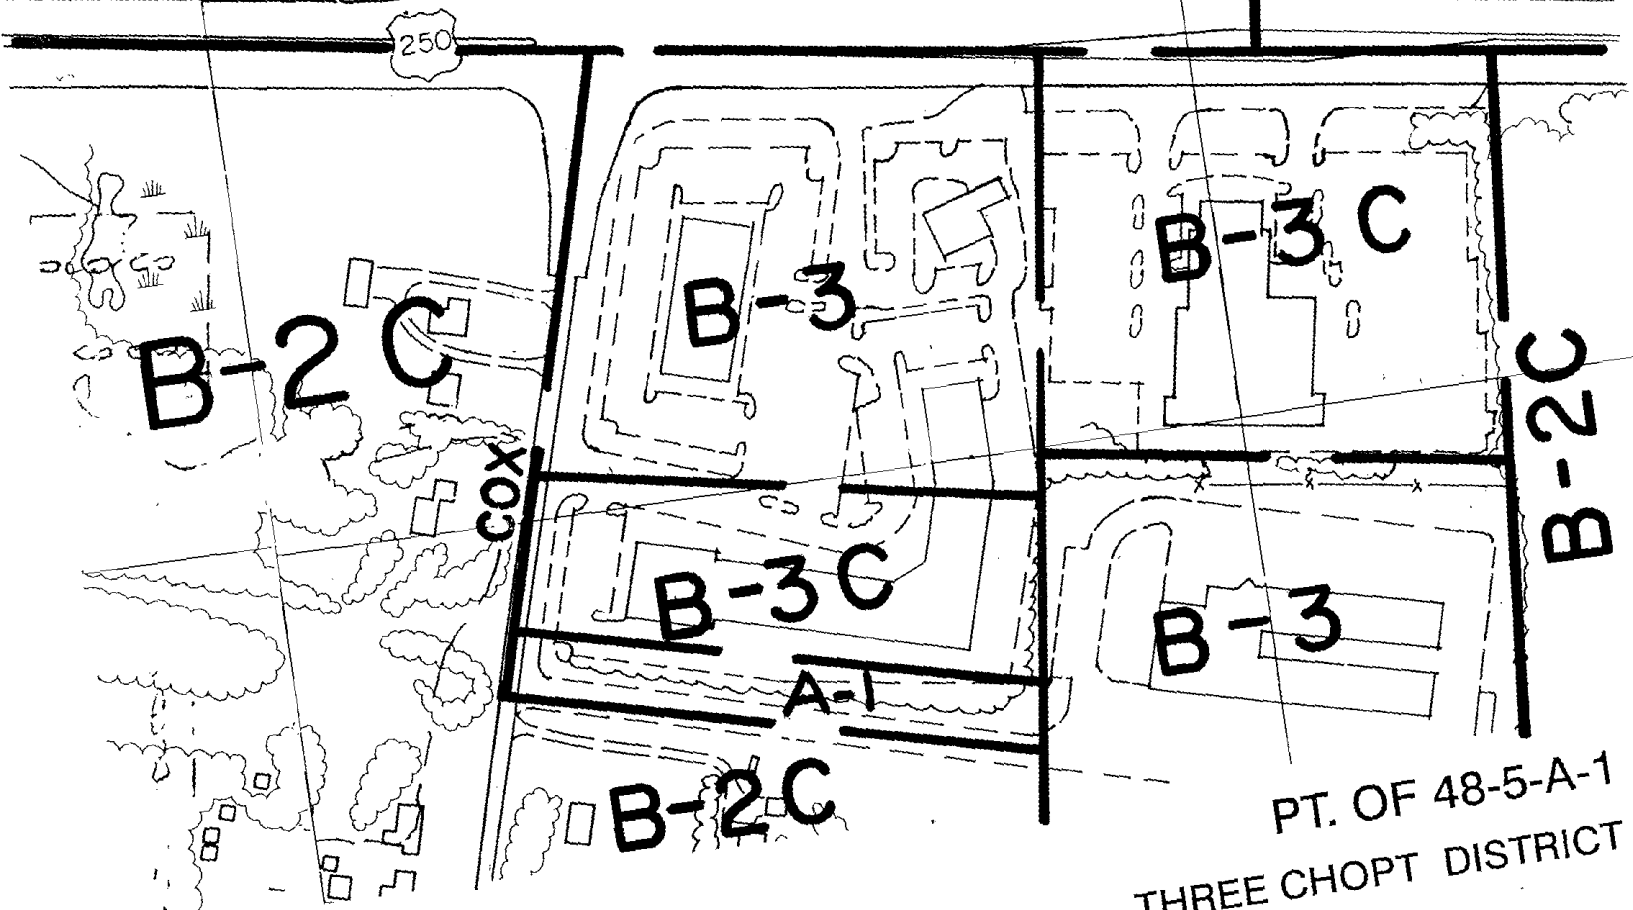 250
B-2C
B-3
B-3C
B-2C
COX
B-3C
B-3
A-1
B-2C
PT. OF 48-5-A-1
THREE CHOPT DISTRICT